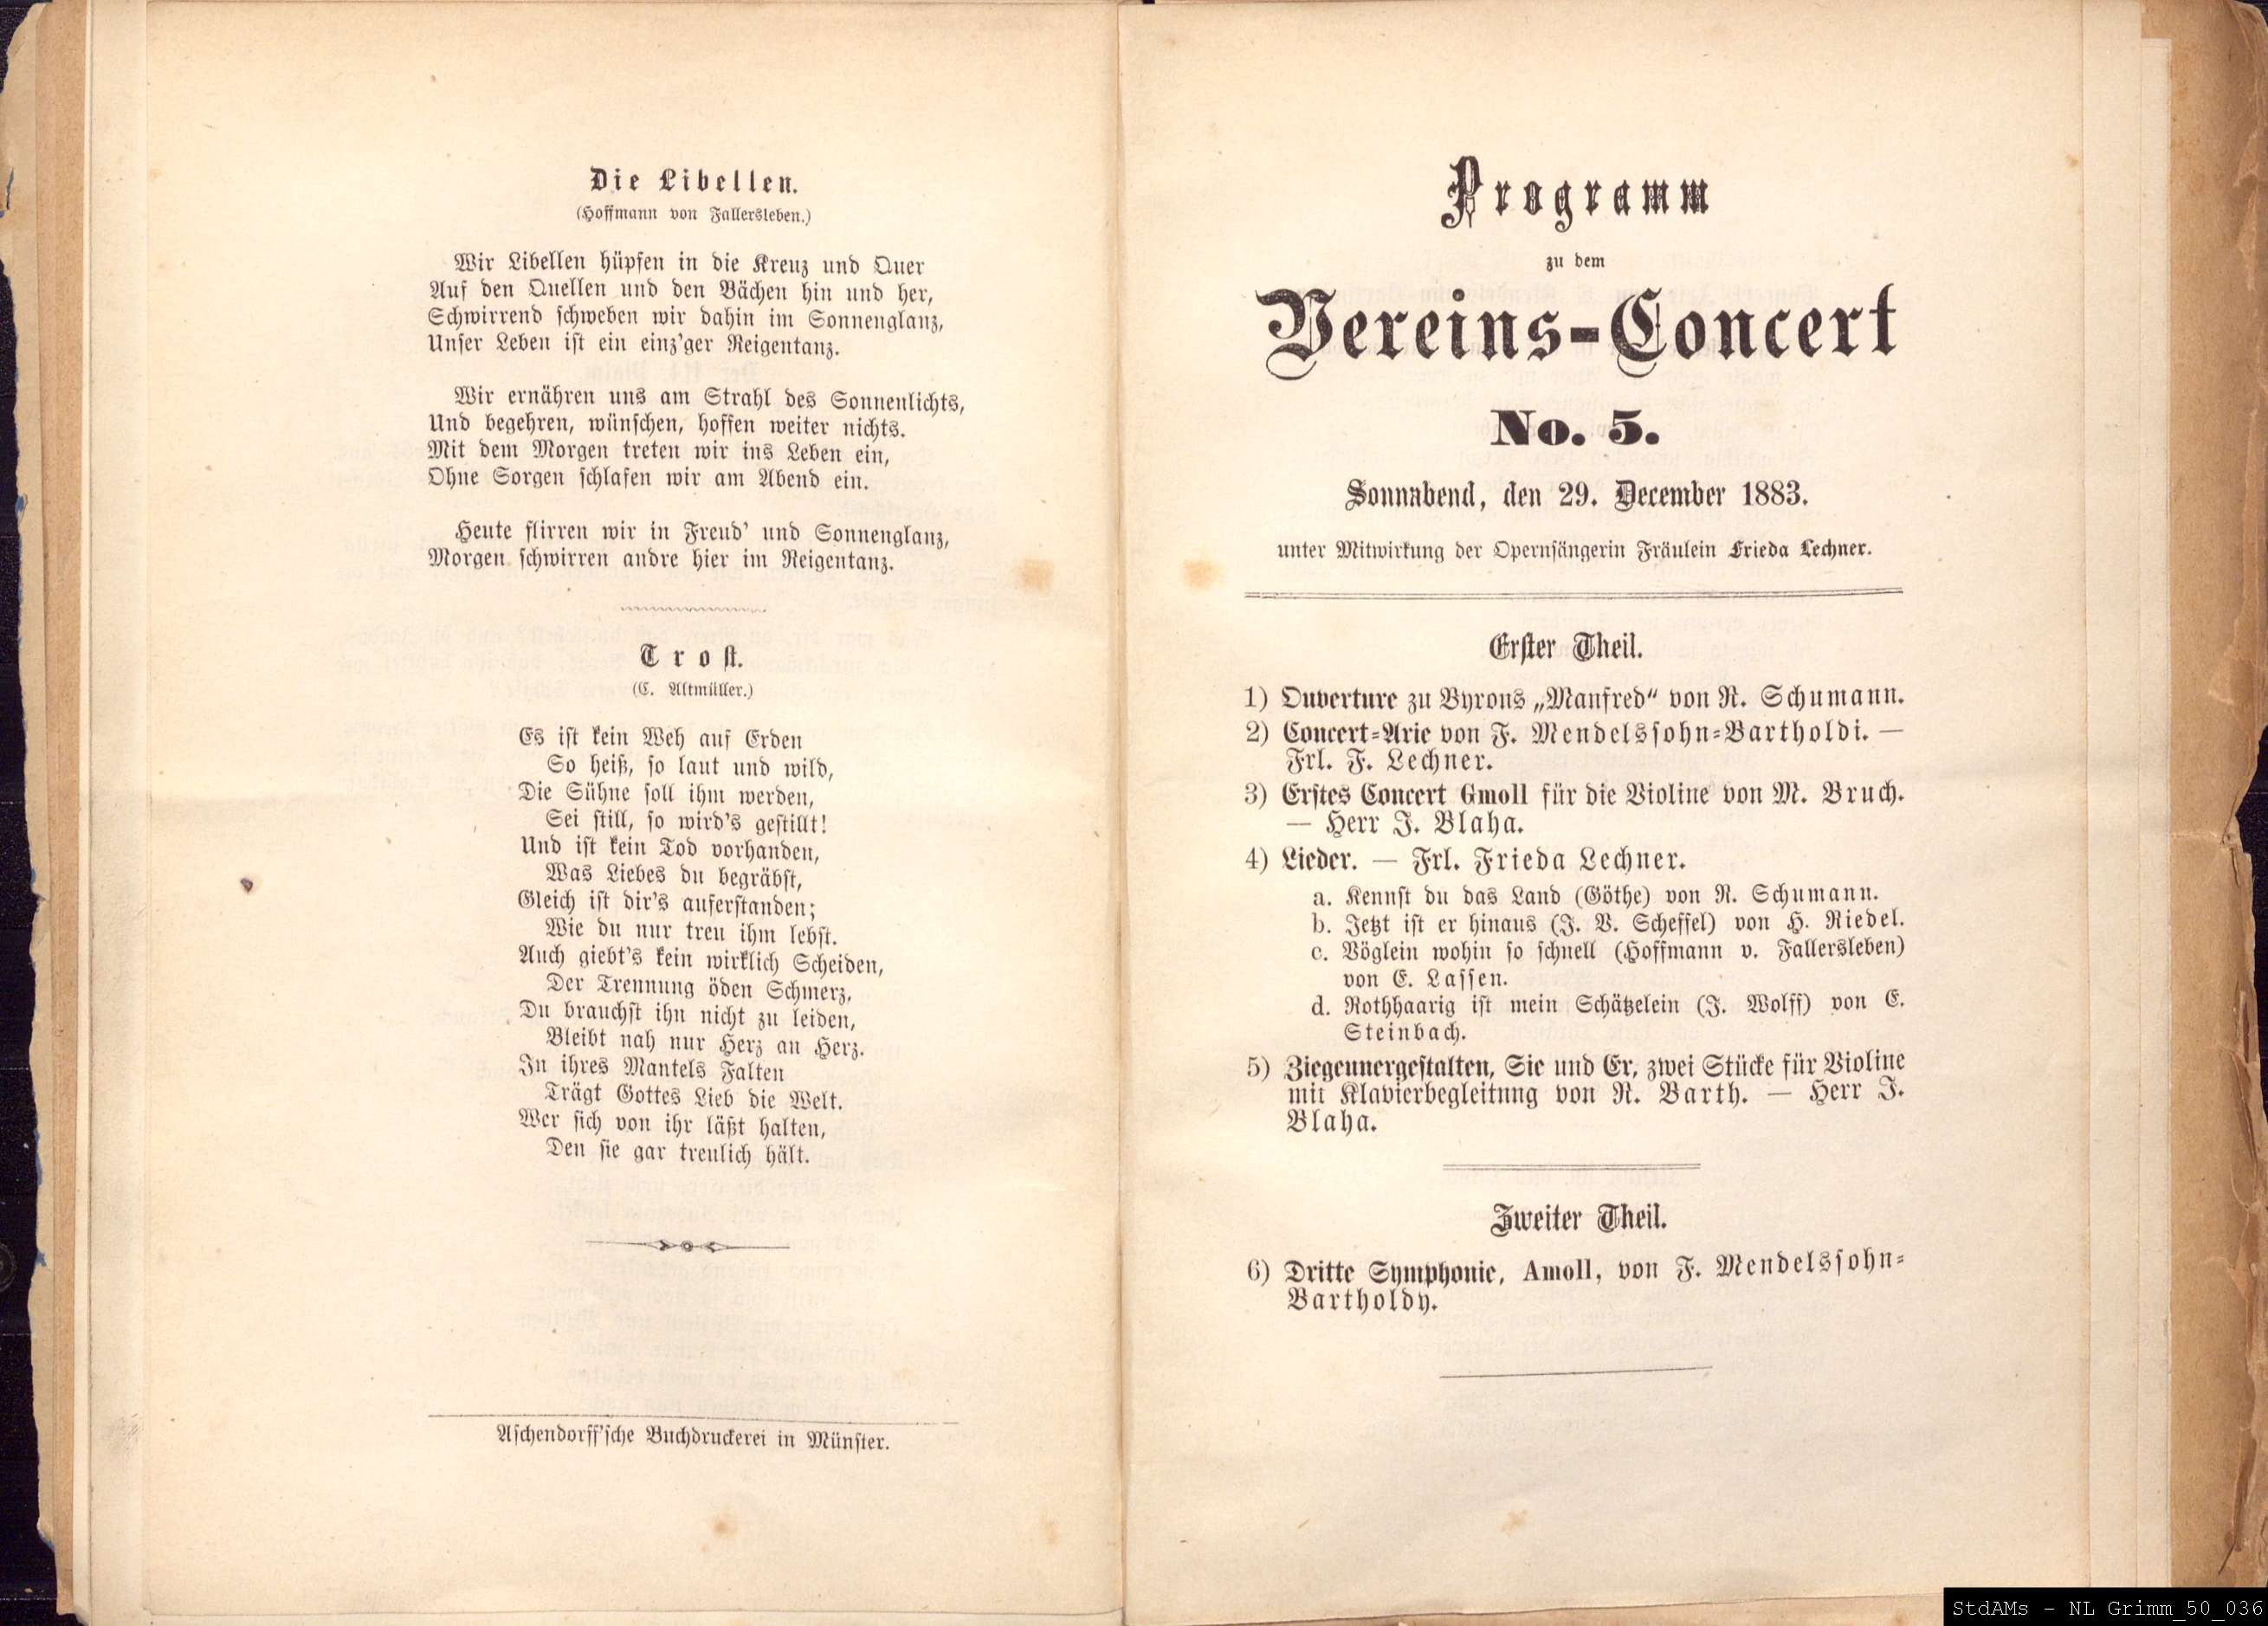 Die Libellen.
(Hoffmann von Fallersleben.)
Wir Libellen hüpfen in die Kreuz und Quer
Auf den Quellen und den Bächen hin und her,
Schwirrend schweben wir dahin im Sonnenglanz,
Unser Leben ist ein einz'ger Reigentanz.
Wir ernähren uns am Strahl des Sonnenlichts,
Und begehren, wünschen, hoffen weiter nichts.
Mit dem Morgen treten wir ins Leben ein,
Ohne Sorgen schlafen wir am Abend ein.
Heute flirren wir in Freud' und Sonnenglanz,
Morgen schwirren andre hier im Reigentanz.
Trost.
(C. Altmüller.)
Es ist kein Weh auf Erden
So heiß, so laut und wild,
Die Sühne soll ihm werden,
Sei still, so wird's gestillt!
Und ist kein Tod vorhanden,
Was Liebes du begräbst,
Gleich ist dir's auferstanden;
Wie du nur treu ihm lebst.
Auch giebt's kein wirklich Scheiden,
Der Trennung öden Schmerz,
Du brauchst ihn nicht zu leiden,
Bleibt nah nur Herz an Herz.
In ihres Mantels Falten
Trägt Gottes Lieb die Welt.
Wer sich von ihr läßt halten,
Den sie gar treulich hält.
Aschendorff'sche Buchdruckerei in Münster.
Programm
zu dem
Vereins-Concert
No. 5.
Sonnabend, den 29. December 1883.
unter Mitwirkung der Opernsängerin Fräulein Frieda Lechner.
Erster Theil.
1) Ouverture zu Byrons „Manfred“ von R. Schumann.
2) Concert-Arie von F. Mendelssohn-Bartholdi. —
Frl. F. Lechner.
3) Erstes Concert Gmoll für die Violine von M. Bruch.
— Herr J. Blaha.
4) Lieder. — Frl. Frieda Lechner.
a. Kennst du das Land (Göthe) von R. Schumann.
b. Jetzt ist er hinaus (J. V. Scheffel) von H. Riedel.
c. Vöglein wohin so schnell (Hoffmann v. Fallersleben)
von E. Lassen.
d. Rothhaarig ist mein Schätzelein (J. Wolff) von E.
Steinbach.
5) Ziegeunergestalten, Sie und Er, zwei Stücke für Violine
mit Klavierbegleitung von R. Barth. — Herr J.
Blaha.
Zweiter Theil.
6) Dritte Symphonie, Amoll, von F. Mendelssohn-
Bartholdy.
StdAMs - NL Grimm_50_036